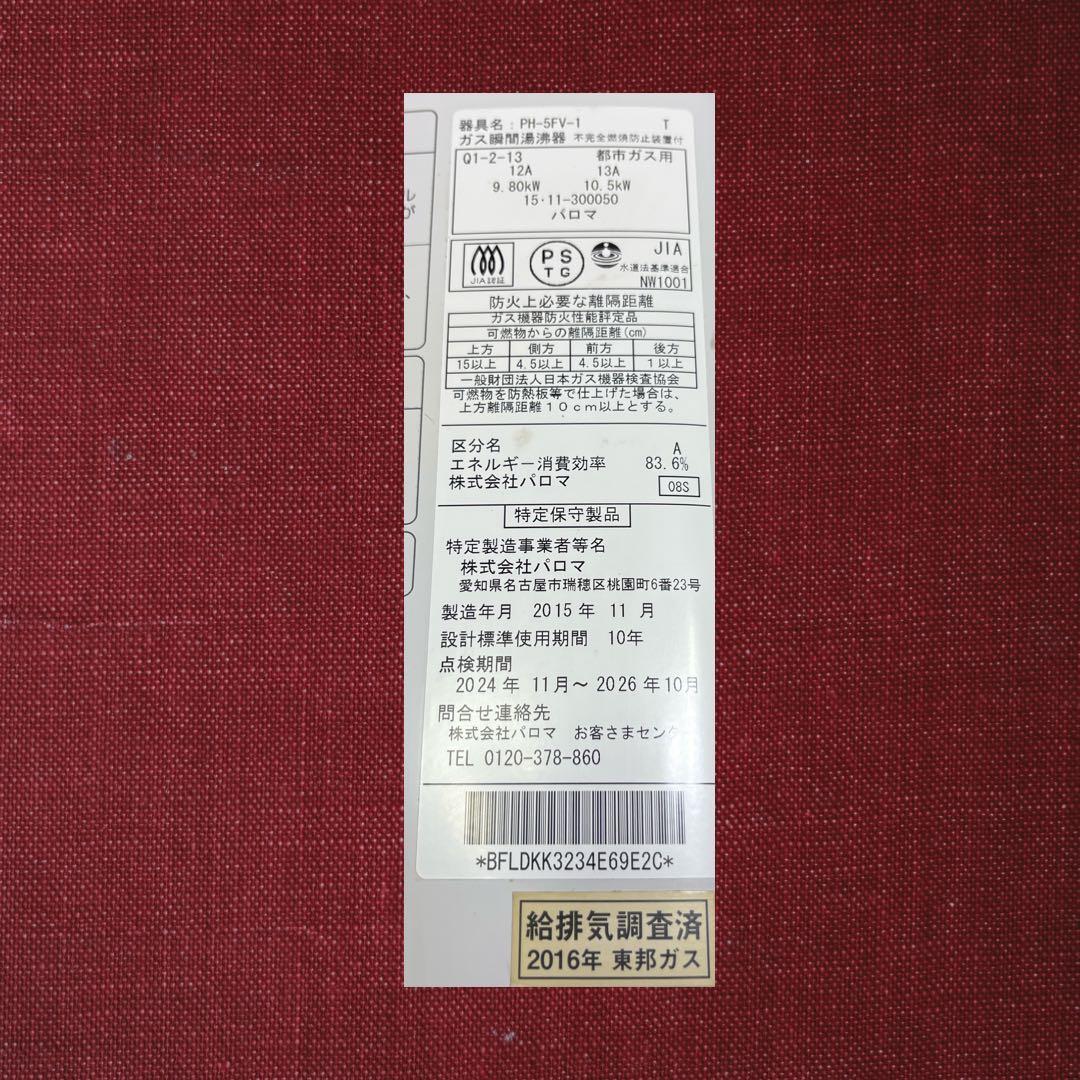 器具名：PH-5FV-1 T
ガス瞬間湯沸器 不完全燃焼防止装置付
Q1-2-13 都市ガス用
12A 13A
9.80kW 10.5kW
15・11-300050
パロマ
JIA認証
PS
TG
JIA
水道法基準適合
NW1001
防火上必要な離隔距離
ガス機器防火性能評定品
可燃物からの離隔距離(cm)
上方 側方 前方 後方
15以上 4.5以上 4.5以上 1以上
一般財団法人日本ガス機器検査協会
可燃物を防熱板等で仕上げた場合は、
上方離隔距離１０ｃｍ以上とする。
区分名 A
エネルギー消費効率 83.6%
株式会社パロマ 08S
特定保守製品
特定製造事業者等名
株式会社パロマ
愛知県名古屋市瑞穂区桃園町6番23号
製造年月 2015年 11月
設計標準使用期間 10年
点検期間
2024年 11月～2026年10月
問合せ連絡先
株式会社パロマ お客さまセンタ
TEL 0120-378-860
*BFLDKK3234E69E2C*
給排気調査済
2016年 東邦ガス